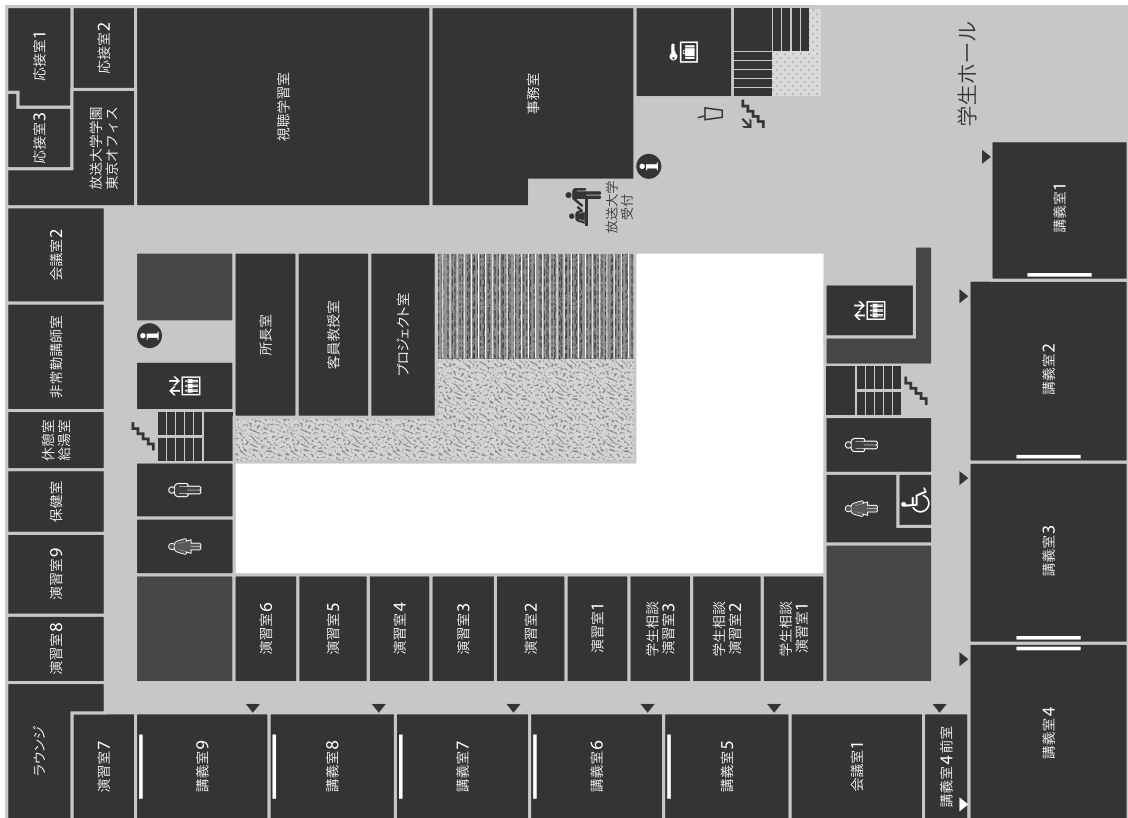 応接室1
応接室2
応接室3
放送大学学園
東京オフィス
視聴学習室
事務室
放送大学
受付
学生ホール
講義室1
講義室2
講義室3
講義室4
会議室2
非常勤講師室
休憩室
給湯室
保健室
演習室9
演習室8
ラウンジ
所長室
客員教授室
プロジェクト室
演習室6
演習室5
演習室4
演習室3
演習室2
演習室1
学生相談
演習室3
学生相談
演習室2
学生相談
演習室1
演習室7
講義室9
講義室8
講義室7
講義室6
講義室5
会議室1
講義室4前室